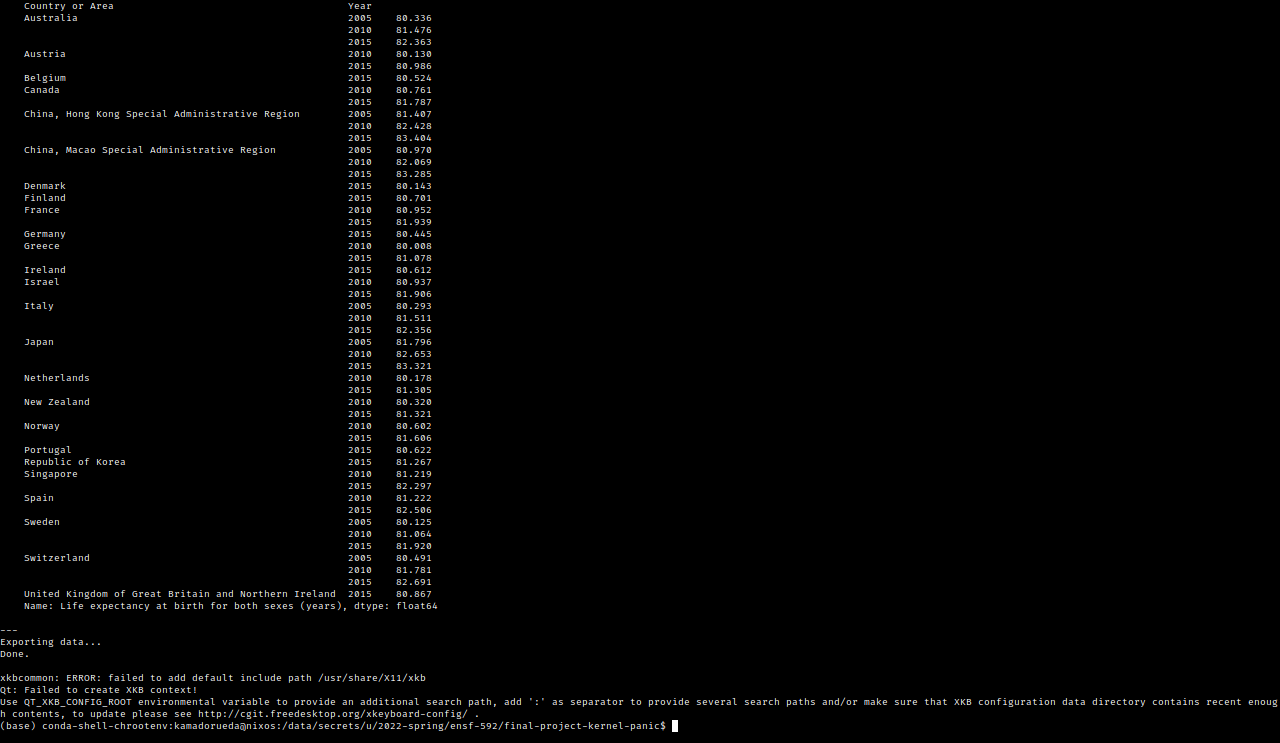 Country or Area                                       Year
Australia                                             2005    80.336
                                                      2010    81.476
                                                      2015    82.363
Austria                                               2010    80.130
                                                      2015    80.986
Belgium                                               2015    80.524
Canada                                                2010    80.761
                                                      2015    81.787
China, Hong Kong Special Administrative Region        2005    81.407
                                                      2010    82.428
                                                      2015    83.404
China, Macao Special Administrative Region            2005    80.970
                                                      2010    82.069
                                                      2015    83.285
Denmark                                               2015    80.143
Finland                                               2015    80.701
France                                                2010    80.952
                                                      2015    81.939
Germany                                               2015    80.445
Greece                                                2010    80.008
                                                      2015    81.078
Ireland                                               2015    80.612
Israel                                                2010    80.937
                                                      2015    81.906
Italy                                                 2005    80.293
                                                      2010    81.511
                                                      2015    82.356
Japan                                                 2005    81.796
                                                      2010    82.653
                                                      2015    83.321
Netherlands                                           2010    80.178
                                                      2015    81.305
New Zealand                                           2010    80.320
                                                      2015    81.321
Norway                                                2010    80.602
                                                      2015    81.606
Portugal                                              2015    80.622
Republic of Korea                                     2015    81.267
Singapore                                             2010    81.219
                                                      2015    82.297
Spain                                                 2010    81.222
                                                      2015    82.506
Sweden                                                2005    80.125
                                                      2010    81.064
                                                      2015    81.920
Switzerland                                           2005    80.491
                                                      2010    81.781
                                                      2015    82.691
United Kingdom of Great Britain and Northern Ireland  2015    80.867
Name: Life expectancy at birth for both sexes (years), dtype: float64
---
Exporting data...
Done.
xkbcommon: ERROR: failed to add default include path /usr/share/X11/xkb
Qt: Failed to create XKB context!
Use QT_XKB_CONFIG_ROOT environmental variable to provide an additional search path, add ':' as separator to provide several search paths and/or make sure that XKB configuration data directory contains recent enoug
h contents, to update please see http://cgit.freedesktop.org/xkeyboard-config/ .
(base) conda-shell-chrootenv:kamadorueda@nixos:/data/secrets/u/2022-spring/ensf-592/final-project-kernel-panic$